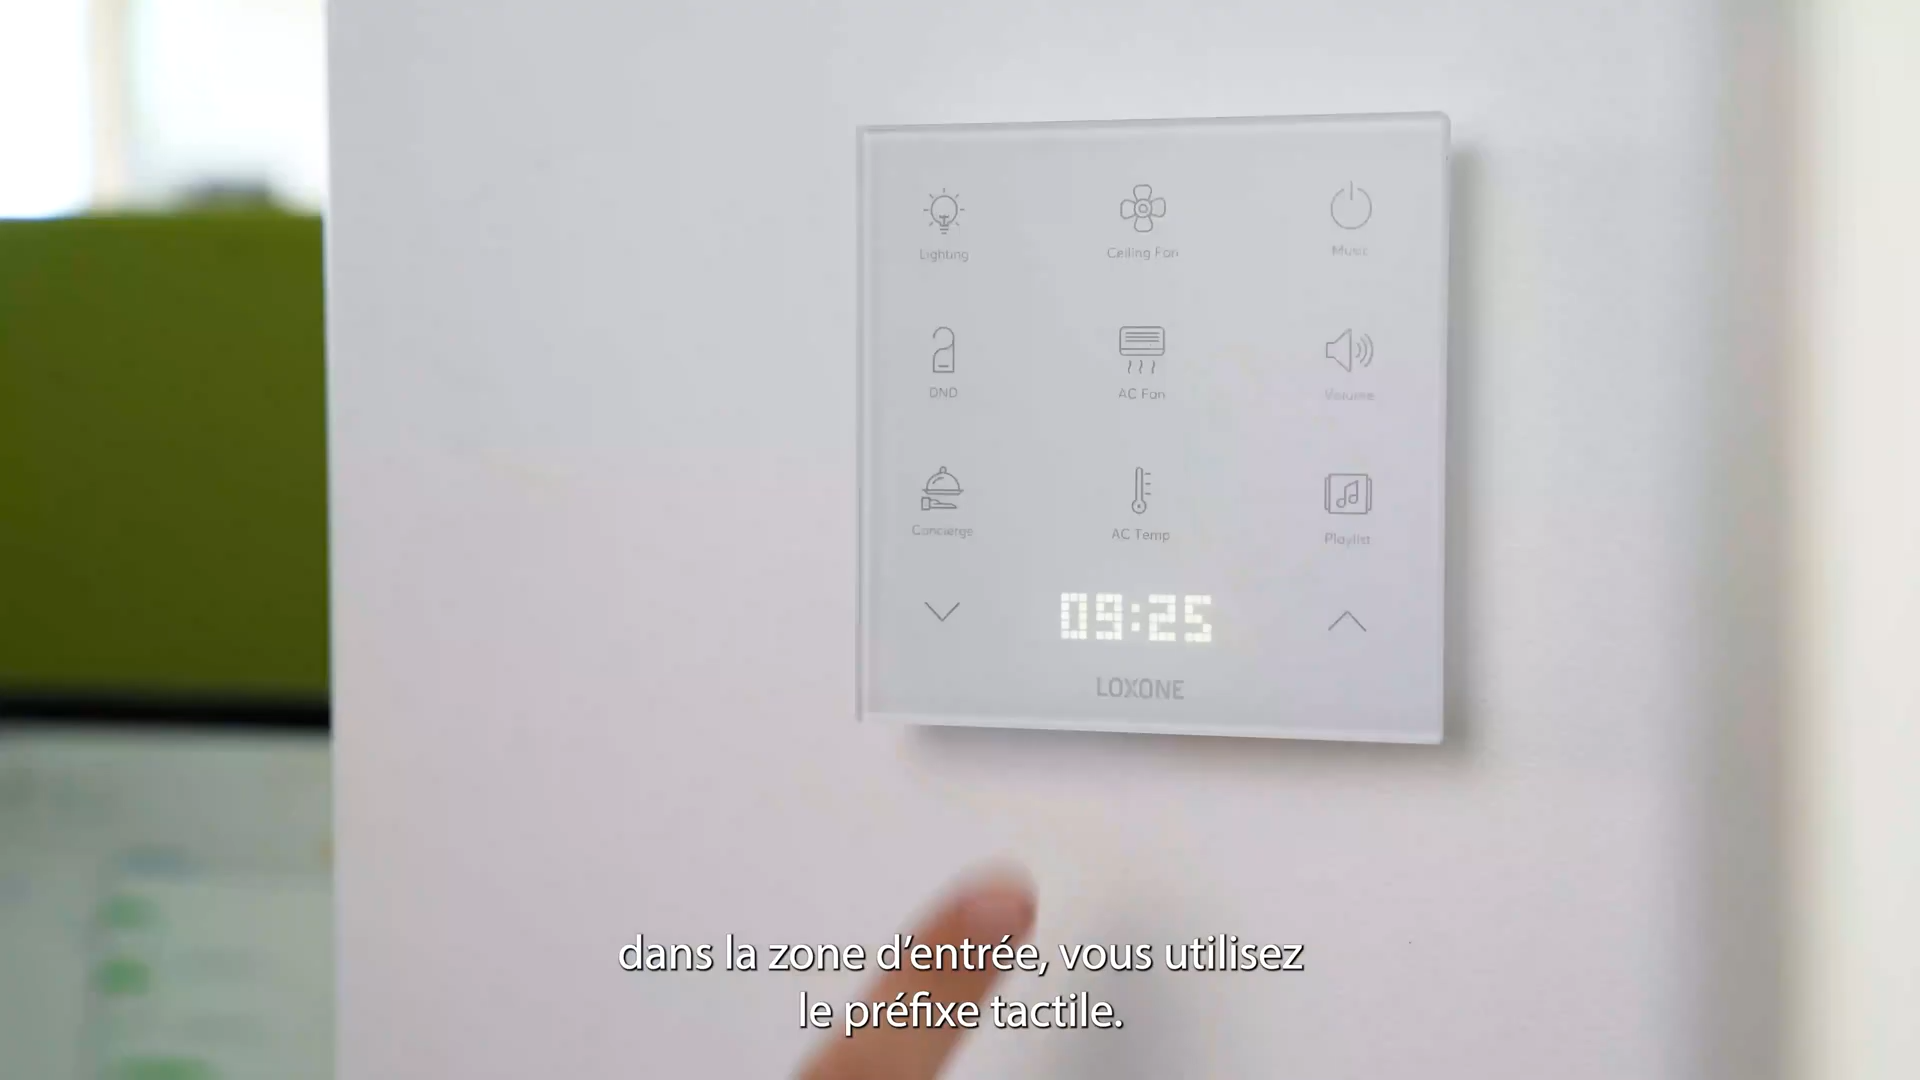 Lighting
Ceiling Fan
Music
DND
AC Fan
Volume
Concierge
AC Temp
Playlist
09:25
LOXONE
dans la zone d'entrée, vous utilisez
le préfixe tactile.